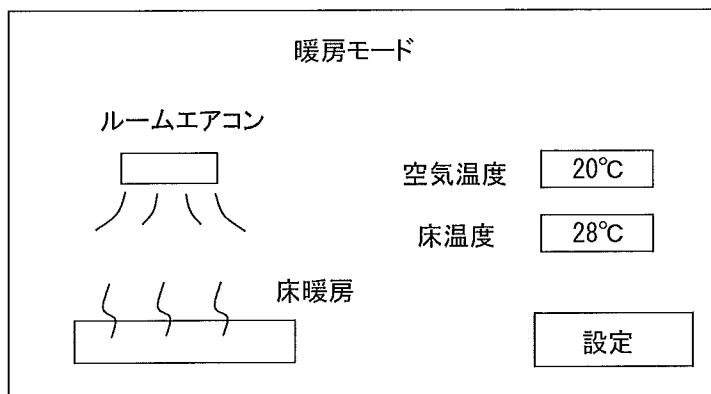 暖房モード
ルームエアコン
空気温度 20℃
床温度 28℃
床暖房
設定